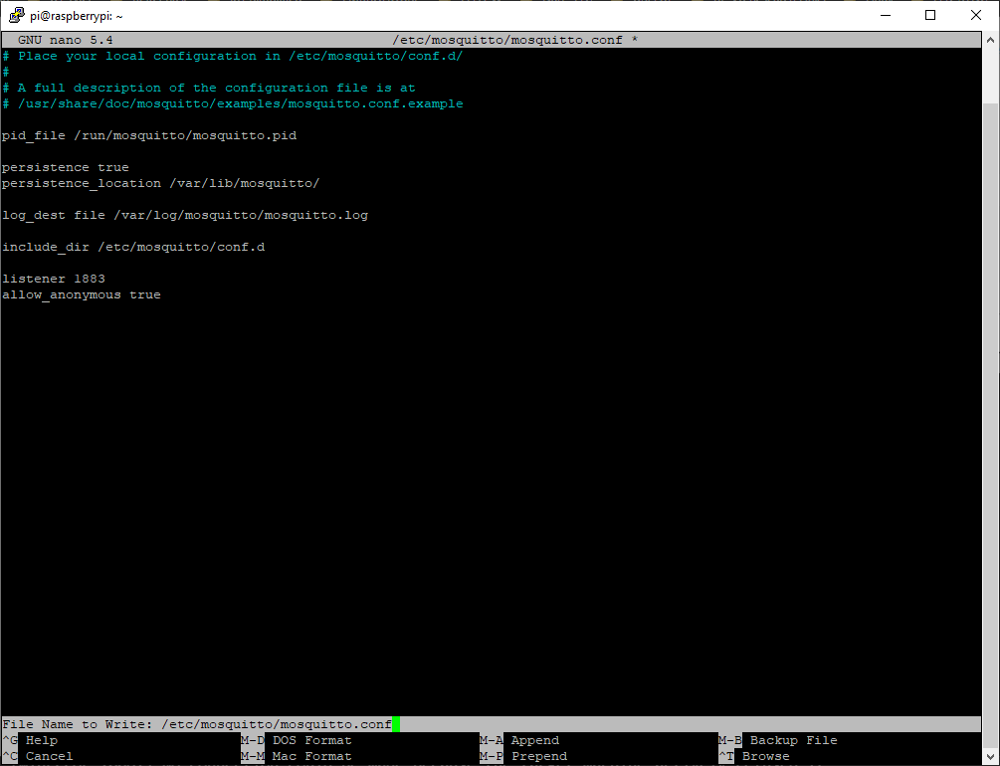 pi@raspberrypi: ~
GNU nano 5.4 /etc/mosquitto/mosquitto.conf *
# Place your local configuration in /etc/mosquitto/conf.d/
#
# A full description of the configuration file is at
# /usr/share/doc/mosquitto/examples/mosquitto.conf.example
pid_file /run/mosquitto/mosquitto.pid
persistence true
persistence_location /var/lib/mosquitto/
log_dest file /var/log/mosquitto/mosquitto.log
include_dir /etc/mosquitto/conf.d
listener 1883
allow_anonymous true
File Name to Write: /etc/mosquitto/mosquitto.conf
^G Help M-D DOS Format M-A Append M-B Backup File
^C Cancel M-M Mac Format M-P Prepend ^T Browse